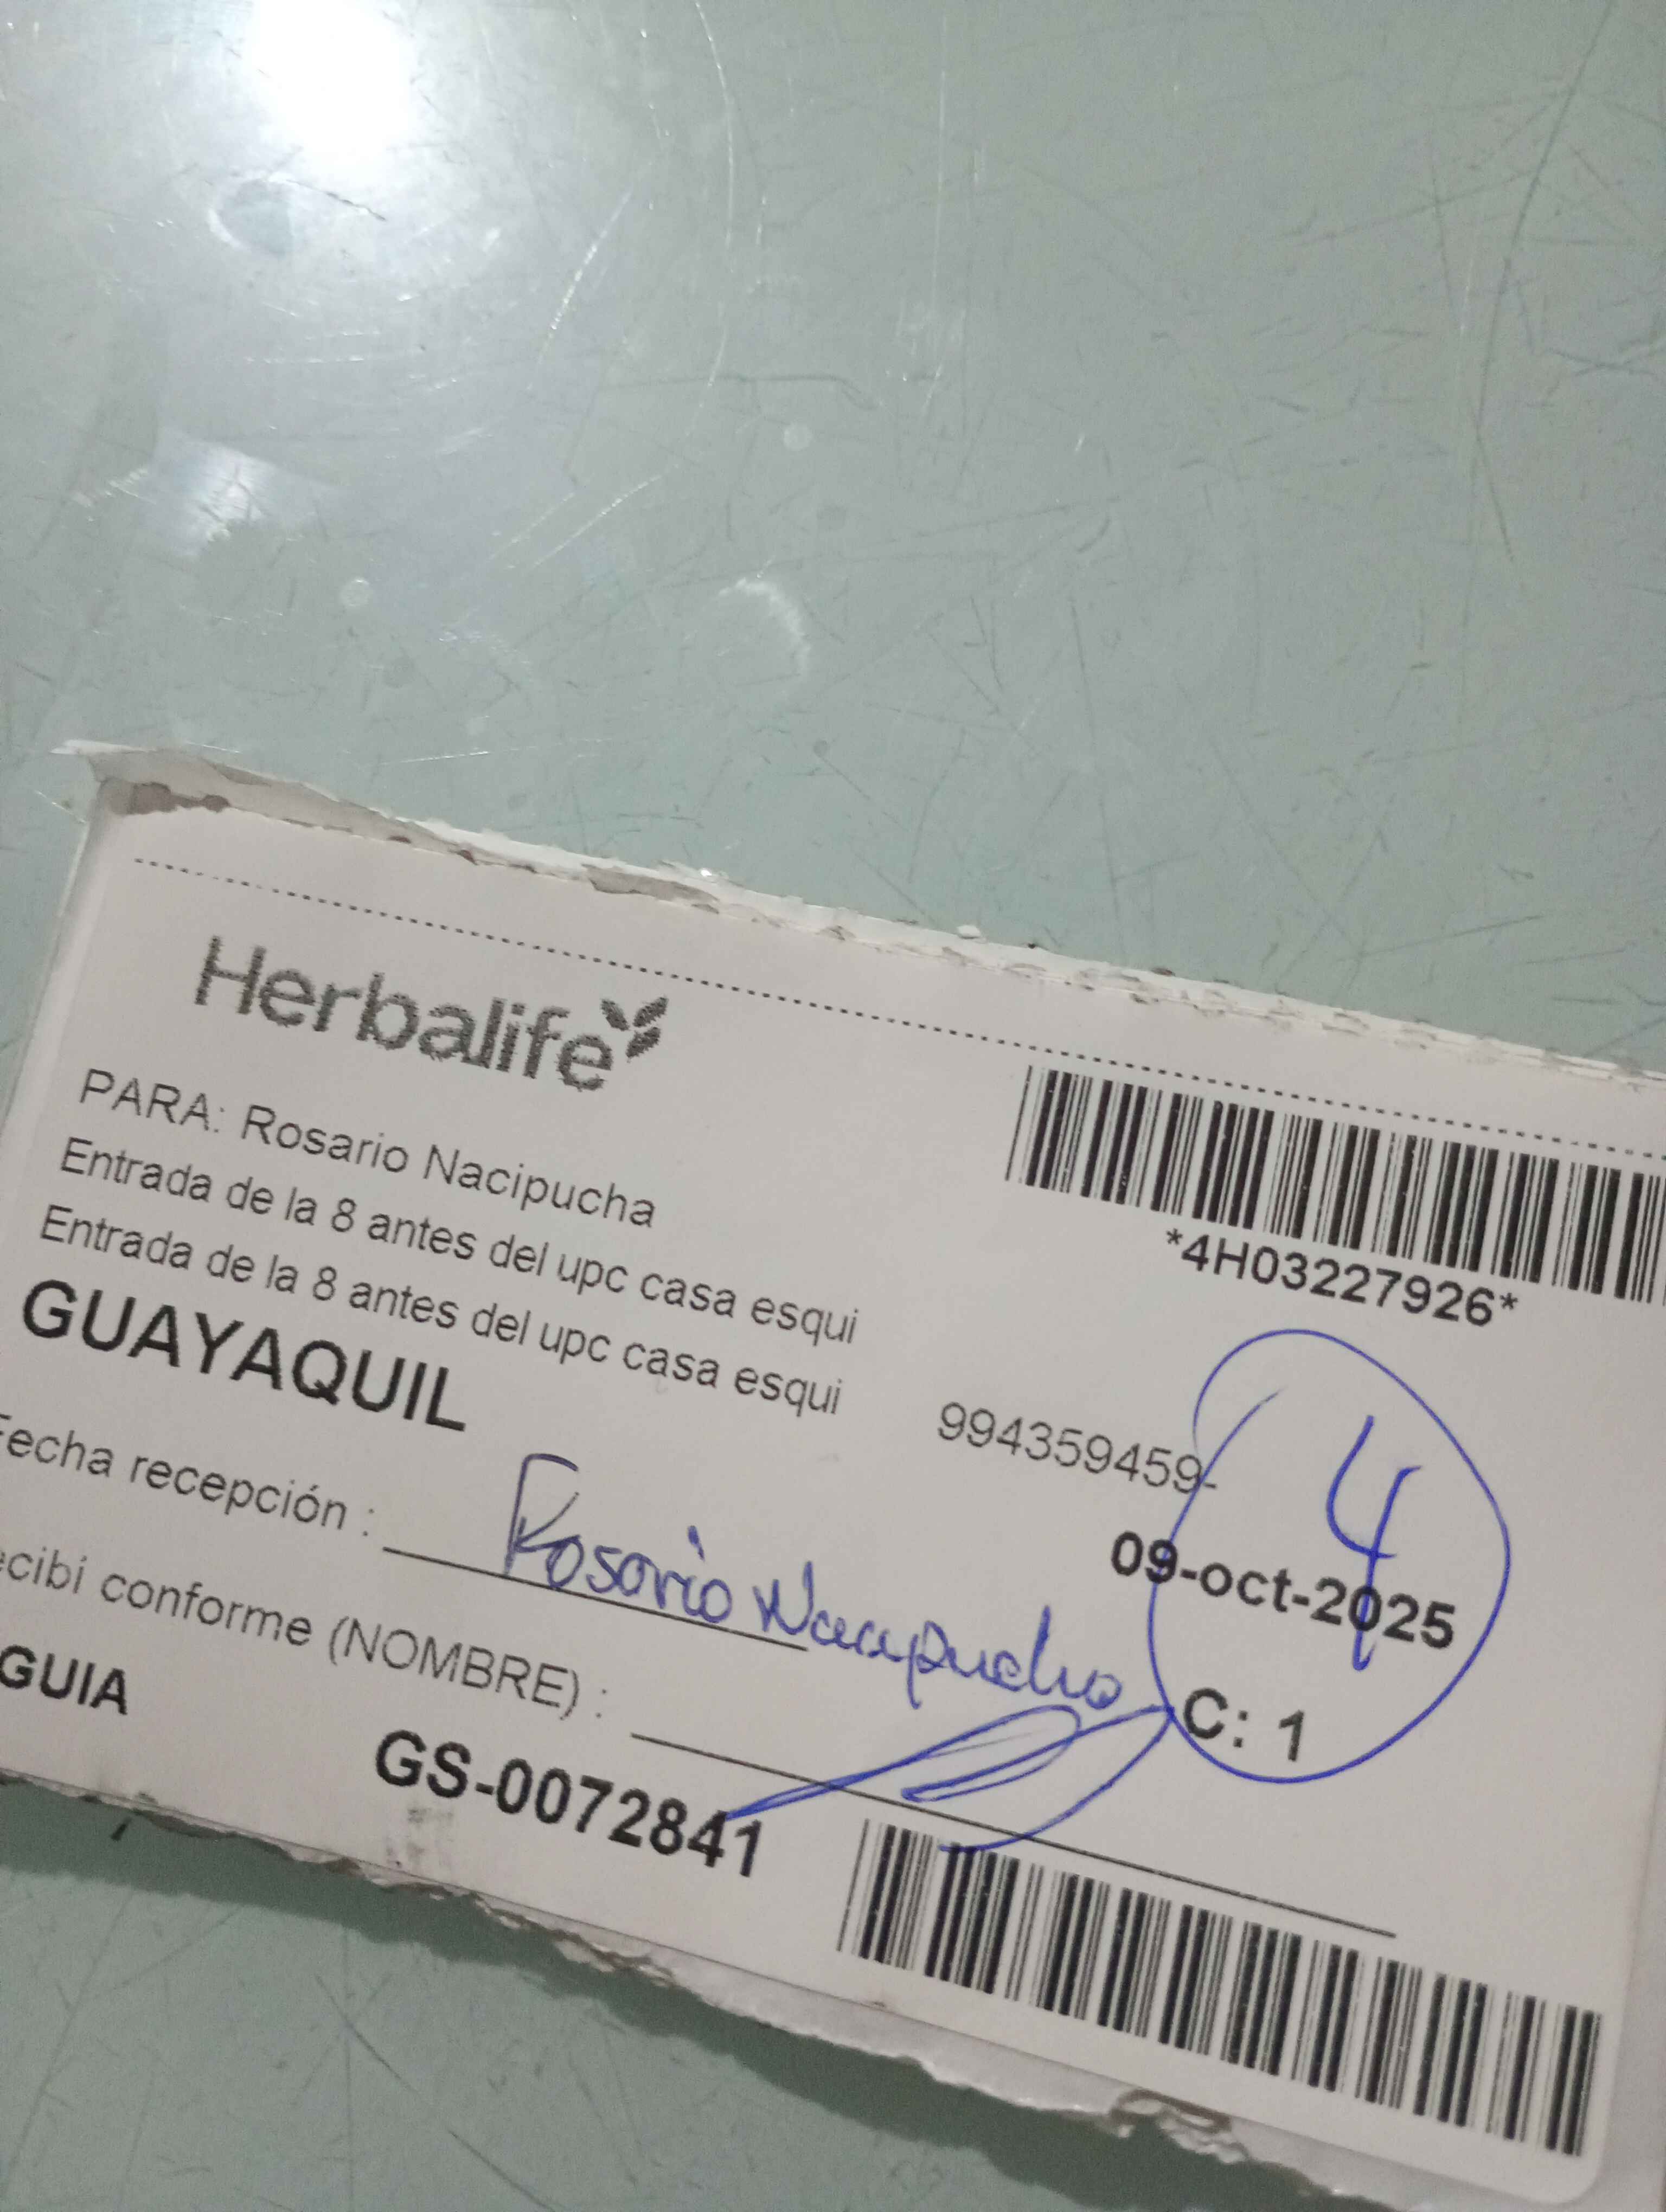 Herbalife
PARA: Rosario Nacipucha
Entrada de la 8 antes del upc casa esqui
Entrada de la 8 antes del upc casa esqui
GUAYAQUIL
*4H03227926*
994359459-
4
09-oct-2025
Fecha recepción :
Rosario Nacipucha
ecibi conforme (NOMBRE) :
C: 1
GUIA
GS-0072841